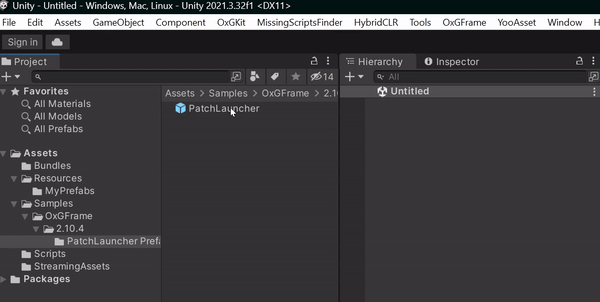 Unity - Untitled - Windows, Mac, Linux - Unity 2021.3.32f1 <DX11>
File Edit Assets GameObject Component OxGKit MissingScriptsFinder HybridCLR Tools OxGFrame YooAsset Window H
Sign in
Project
Hierarchy Inspector
14
All
Favorites
All Materials
All Models
All Prefabs
Assets > Samples > OxGFrame > 2.1
PatchLauncher
Untitled
Assets
Bundles
Resources
MyPrefabs
Samples
OxGFrame
2.10.4
PatchLauncher Prefa
Scripts
StreamingAssets
Packages